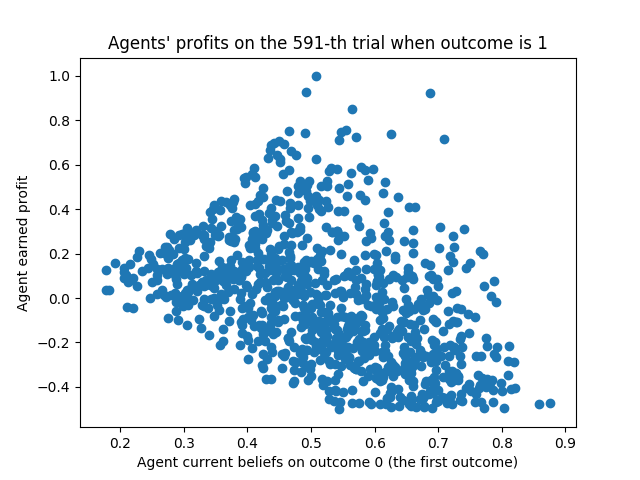 Agents' profits on the 591-th trial when outcome is 1
1.0
0.8
0.6
0.4
0.2
0.0
−0.2
−0.4
Agent earned profit
0.2 0.3 0.4 0.5 0.6 0.7 0.8 0.9
Agent current beliefs on outcome 0 (the first outcome)